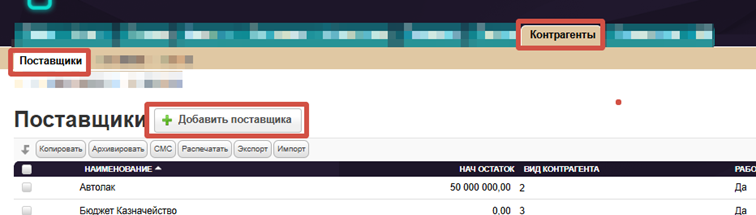 Контрагенты
Поставщики
Поставщики Добавить поставщика
Копировать Архивировать СМС Распечатать Экспорт Импорт
НАИМЕНОВАНИЕ НАЧ ОСТАТОК ВИД КОНТРАГЕНТА РАБО
Автолак 50 000 000,00 2 Да
Бюджет Казначейство 0,00 3 Да